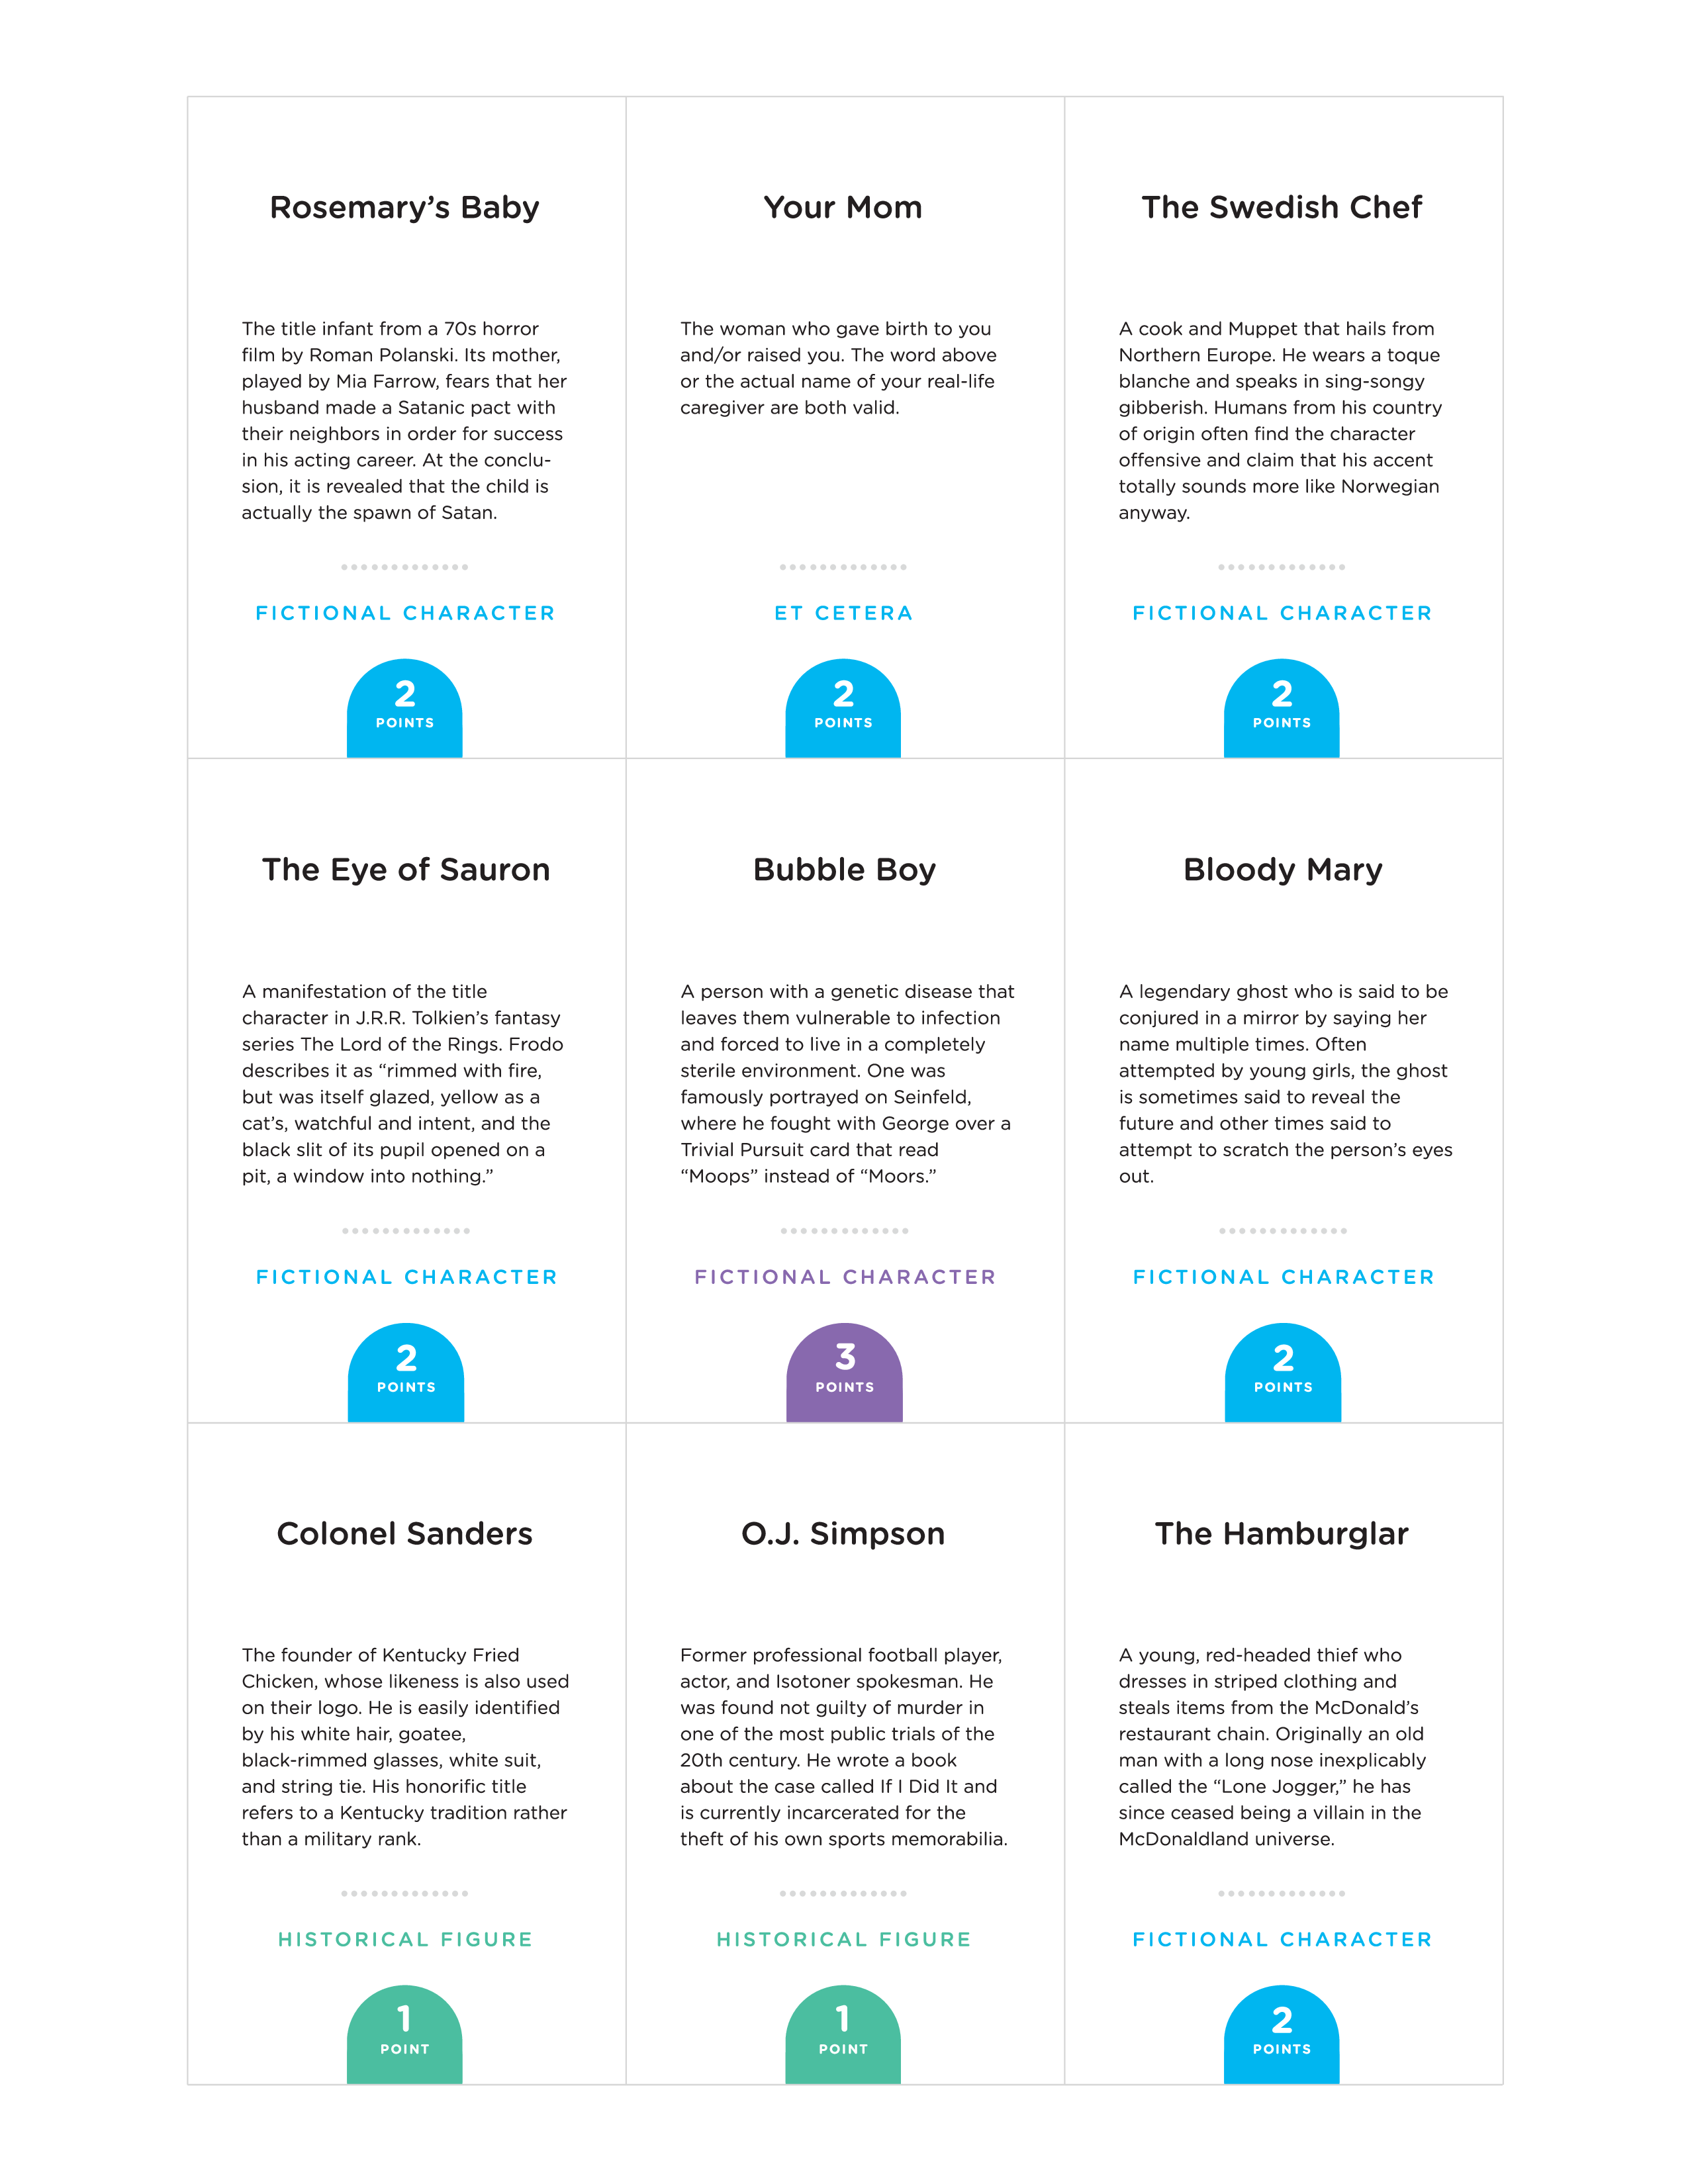 Rosemary’s Baby
The title infant from a 70s horror
film by Roman Polanski. Its mother,
played by Mia Farrow, fears that her
husband made a Satanic pact with
their neighbors in order for success
in his acting career. At the conclu-
sion, it is revealed that the child is
actually the spawn of Satan.
FICTIONAL CHARACTER
2
POINTS
Your Mom
The woman who gave birth to you
and/or raised you. The word above
or the actual name of your real-life
caregiver are both valid.
ET CETERA
2
POINTS
The Swedish Chef
A cook and Muppet that hails from
Northern Europe. He wears a toque
blanche and speaks in sing-songy
gibberish. Humans from his country
of origin often find the character
offensive and claim that his accent
totally sounds more like Norwegian
anyway.
FICTIONAL CHARACTER
2
POINTS
The Eye of Sauron
A manifestation of the title
character in J.R.R. Tolkien’s fantasy
series The Lord of the Rings. Frodo
describes it as “rimmed with fire,
but was itself glazed, yellow as a
cat’s, watchful and intent, and the
black slit of its pupil opened on a
pit, a window into nothing.”
FICTIONAL CHARACTER
2
POINTS
Bubble Boy
A person with a genetic disease that
leaves them vulnerable to infection
and forced to live in a completely
sterile environment. One was
famously portrayed on Seinfeld,
where he fought with George over a
Trivial Pursuit card that read
“Moops” instead of “Moors.”
FICTIONAL CHARACTER
3
POINTS
Bloody Mary
A legendary ghost who is said to be
conjured in a mirror by saying her
name multiple times. Often
attempted by young girls, the ghost
is sometimes said to reveal the
future and other times said to
attempt to scratch the person’s eyes
out.
FICTIONAL CHARACTER
2
POINTS
Colonel Sanders
The founder of Kentucky Fried
Chicken, whose likeness is also used
on their logo. He is easily identified
by his white hair, goatee,
black-rimmed glasses, white suit,
and string tie. His honorific title
refers to a Kentucky tradition rather
than a military rank.
HISTORICAL FIGURE
1
POINT
O.J. Simpson
Former professional football player,
actor, and Isotoner spokesman. He
was found not guilty of murder in
one of the most public trials of the
20th century. He wrote a book
about the case called If I Did It and
is currently incarcerated for the
theft of his own sports memorabilia.
HISTORICAL FIGURE
1
POINT
The Hamburglar
A young, red-headed thief who
dresses in striped clothing and
steals items from the McDonald’s
restaurant chain. Originally an old
man with a long nose inexplicably
called the “Lone Jogger,” he has
since ceased being a villain in the
McDonaldland universe.
FICTIONAL CHARACTER
2
POINTS